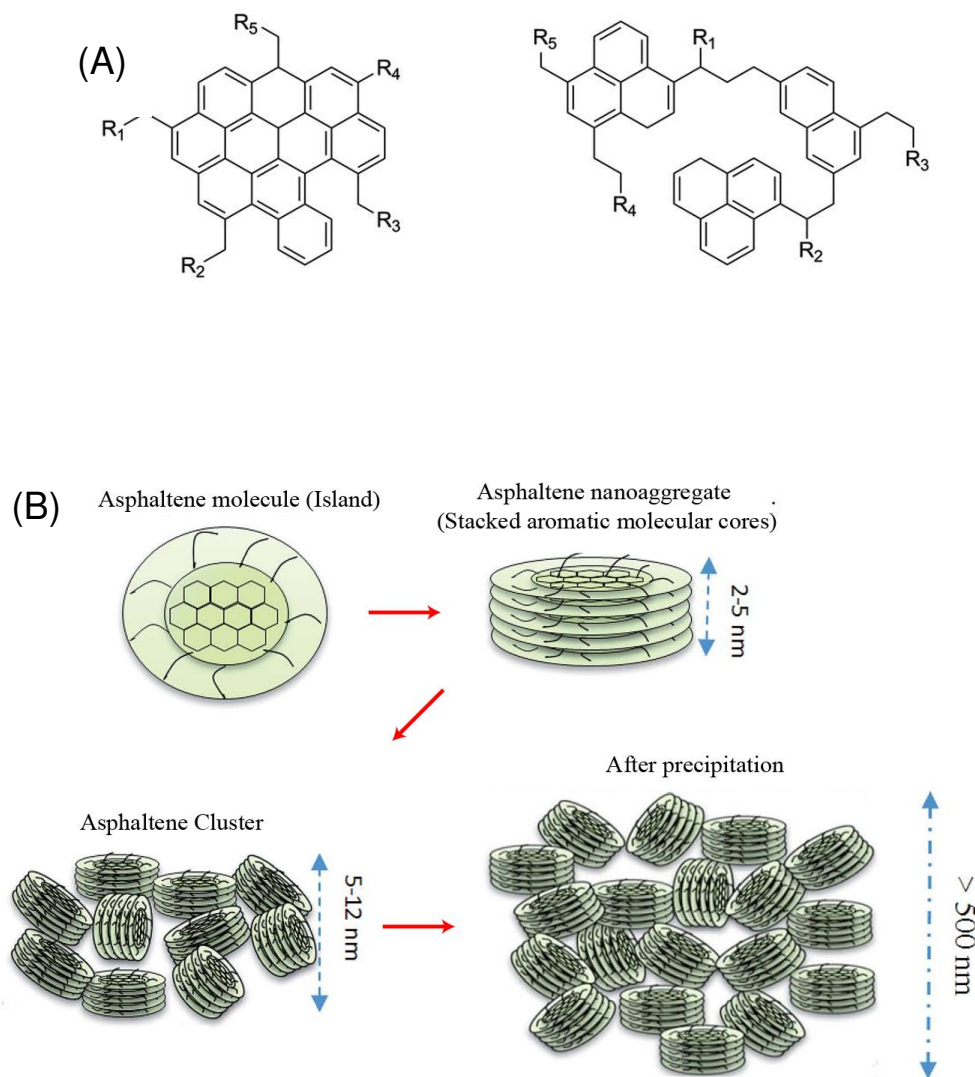 (A)
R5
R4
R1
R3
R2
R5
R1
R3
R4
R2
(B)
Asphaltene molecule (Island)
Asphaltene nanoaggregate
(Stacked aromatic molecular cores)
2-5 nm
After precipitation
Asphaltene Cluster
5-12 nm
> 500 nm